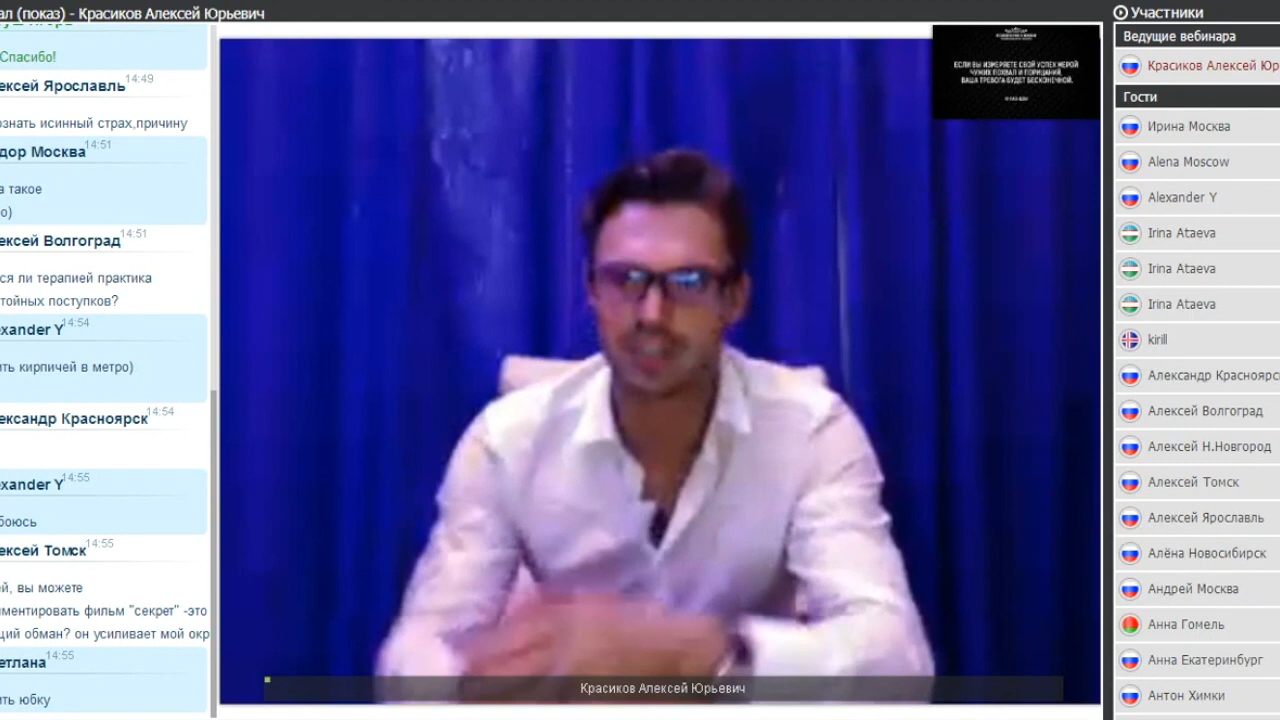 ал (показ) - Красиков Алексей Юрьевич
Спасибо!
ексей Ярославль 14:49
ознать исинный страх,причину
дор Москва 14:51
а такое
о)
ексей Волгоград 14:51
ся ли терапией практика
тойных поступков?
exander Y 14:54
ть кирпичей в метро)
ександр Красноярск 14:54
exander Y 14:55
боюсь
ексей Томск 14:55
ей, вы можете
ментировать фильм "секрет" -это
щий обман? он усиливает мой окр
етлана 14:55
ить юбку
ЕСЛИ ВЫ ИЗМЕРЯЕТЕ СВОЙ УСПЕХ МЕРОЙ
ЧУЖИХ ПОХВАЛ И ПОРИЦАНИЙ,
ВАША ТРЕВОГА БУДЕТ БЕСКОНЕЧНОЙ.
Красиков Алексей Юрьевич
Участники
Ведущие вебинара
Красиков Алексей Юр
Гости
Ирина Москва
Alena Moscow
Alexander Y
Irina Ataeva
Irina Ataeva
Irina Ataeva
kirill
Александр Краснoярс
Алексей Волгоград
Алексей Н.Новгород
Алексей Томск
Алексей Ярославль
Алёна Новосибирск
Андрей Москва
Анна Гомель
Анна Екатеринбург
Антон Химки